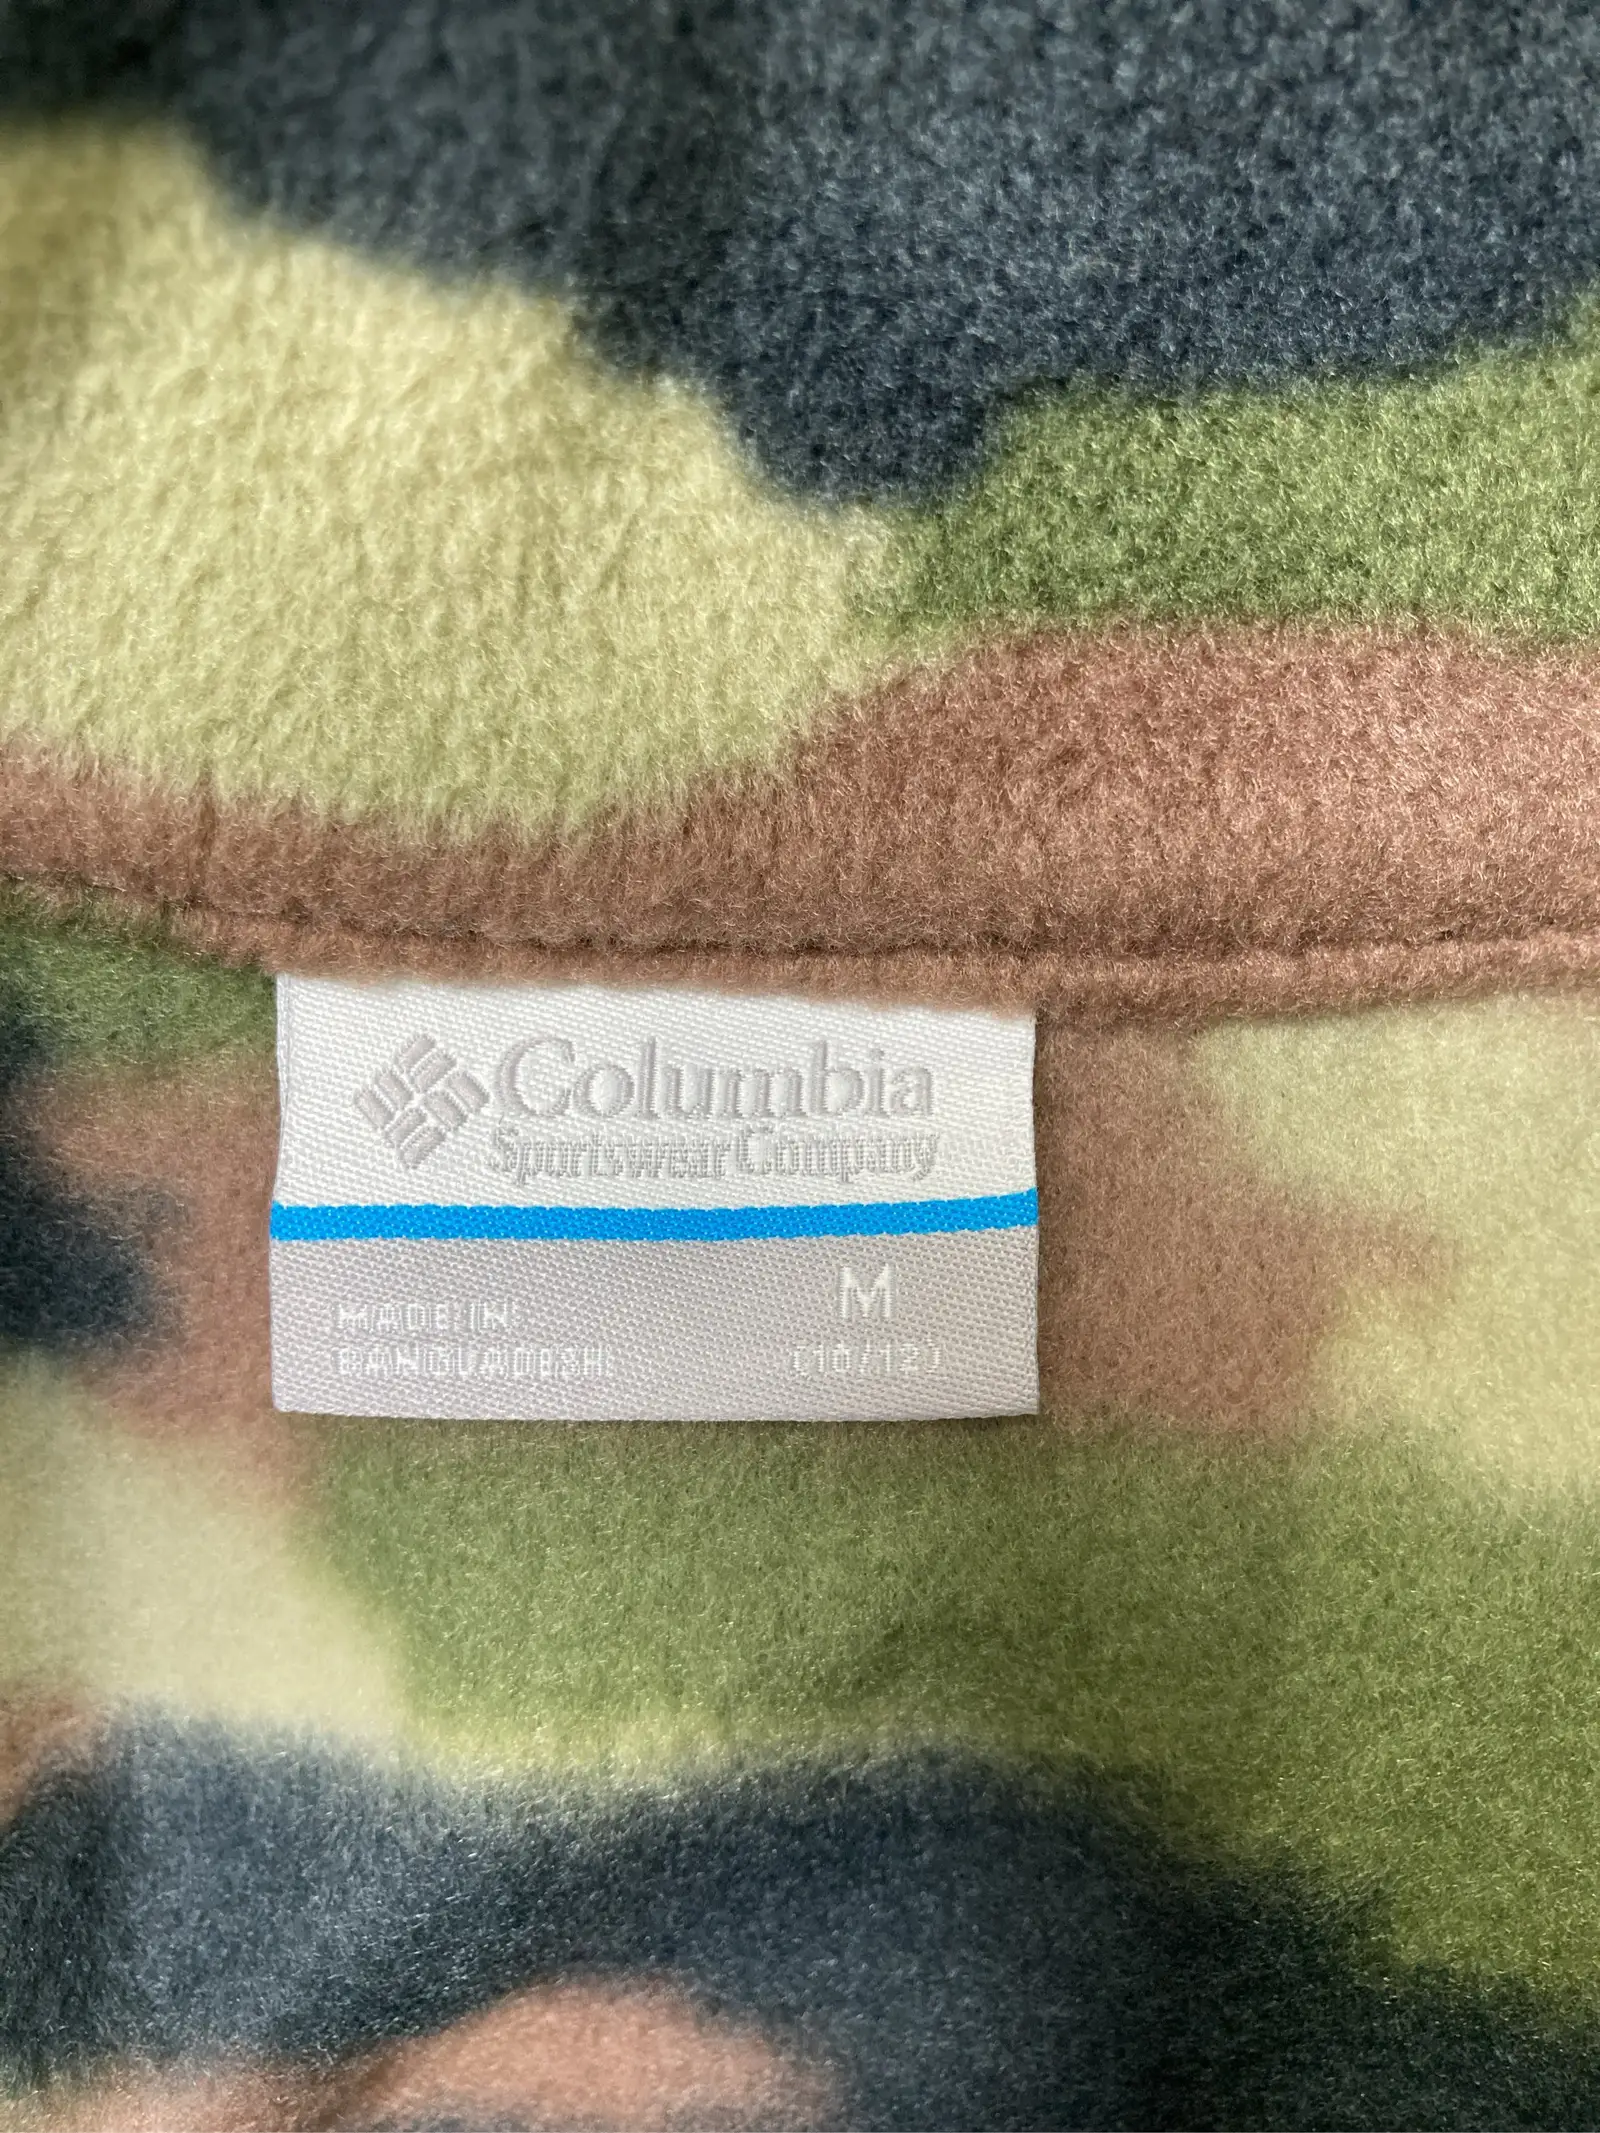 Columbia
Sportswear Company
M
MADE IN
BANGLADESH
(10/12)